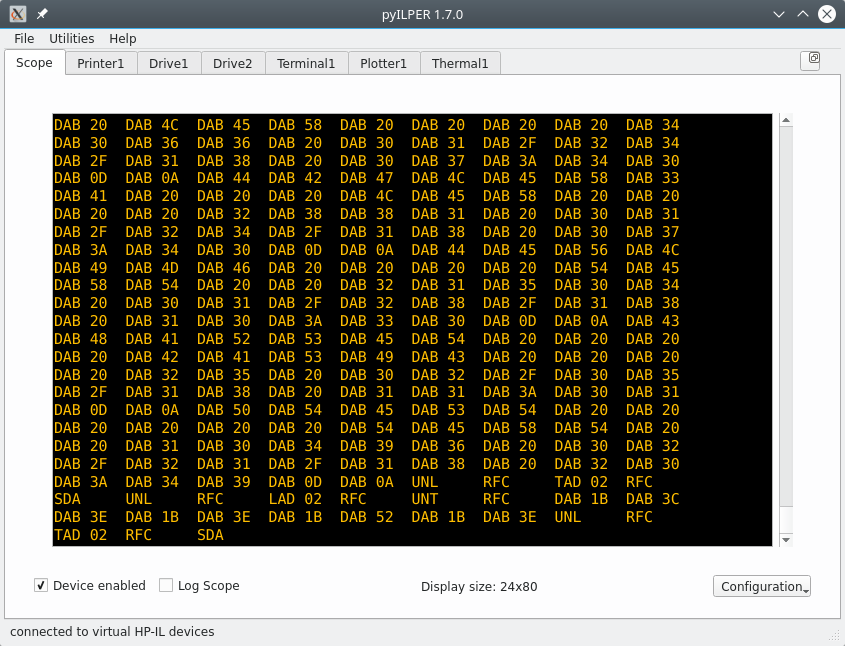 pyILPER 1.7.0
File Utilities Help
Scope Printer1 Drive1 Drive2 Terminal1 Plotter1 Thermal1
DAB 20 DAB 4C DAB 45 DAB 58 DAB 20 DAB 20 DAB 20 DAB 20 DAB 34
DAB 30 DAB 36 DAB 36 DAB 20 DAB 30 DAB 31 DAB 2F DAB 32 DAB 34
DAB 2F DAB 31 DAB 38 DAB 20 DAB 30 DAB 37 DAB 3A DAB 34 DAB 30
DAB 0D DAB 0A DAB 44 DAB 42 DAB 47 DAB 4C DAB 45 DAB 58 DAB 33
DAB 41 DAB 20 DAB 20 DAB 20 DAB 4C DAB 45 DAB 58 DAB 20 DAB 20
DAB 20 DAB 20 DAB 32 DAB 38 DAB 38 DAB 31 DAB 20 DAB 30 DAB 31
DAB 2F DAB 32 DAB 34 DAB 2F DAB 31 DAB 38 DAB 20 DAB 30 DAB 37
DAB 3A DAB 34 DAB 30 DAB 0D DAB 0A DAB 44 DAB 45 DAB 56 DAB 4C
DAB 49 DAB 4D DAB 46 DAB 20 DAB 20 DAB 20 DAB 20 DAB 54 DAB 45
DAB 58 DAB 54 DAB 20 DAB 20 DAB 32 DAB 31 DAB 35 DAB 30 DAB 34
DAB 20 DAB 30 DAB 31 DAB 2F DAB 32 DAB 38 DAB 2F DAB 31 DAB 38
DAB 20 DAB 31 DAB 30 DAB 3A DAB 33 DAB 30 DAB 0D DAB 0A DAB 43
DAB 48 DAB 41 DAB 52 DAB 53 DAB 45 DAB 54 DAB 20 DAB 20 DAB 20
DAB 20 DAB 42 DAB 41 DAB 53 DAB 49 DAB 43 DAB 20 DAB 20 DAB 20
DAB 20 DAB 32 DAB 35 DAB 20 DAB 30 DAB 32 DAB 2F DAB 30 DAB 35
DAB 2F DAB 31 DAB 38 DAB 20 DAB 31 DAB 31 DAB 3A DAB 30 DAB 31
DAB 0D DAB 0A DAB 50 DAB 54 DAB 45 DAB 53 DAB 54 DAB 20 DAB 20
DAB 20 DAB 20 DAB 20 DAB 20 DAB 54 DAB 45 DAB 58 DAB 54 DAB 20
DAB 20 DAB 31 DAB 30 DAB 34 DAB 39 DAB 36 DAB 20 DAB 30 DAB 32
DAB 2F DAB 32 DAB 31 DAB 2F DAB 31 DAB 38 DAB 20 DAB 32 DAB 30
DAB 3A DAB 34 DAB 39 DAB 0D DAB 0A UNL RFC TAD 02 RFC
SDA UNL RFC LAD 02 RFC UNT RFC DAB 1B DAB 3C
DAB 3E DAB 1B DAB 3E DAB 1B DAB 52 DAB 1B DAB 3E UNL RFC
TAD 02 RFC SDA
Device enabled Log Scope Display size: 24x80 Configuration
connected to virtual HP-IL devices